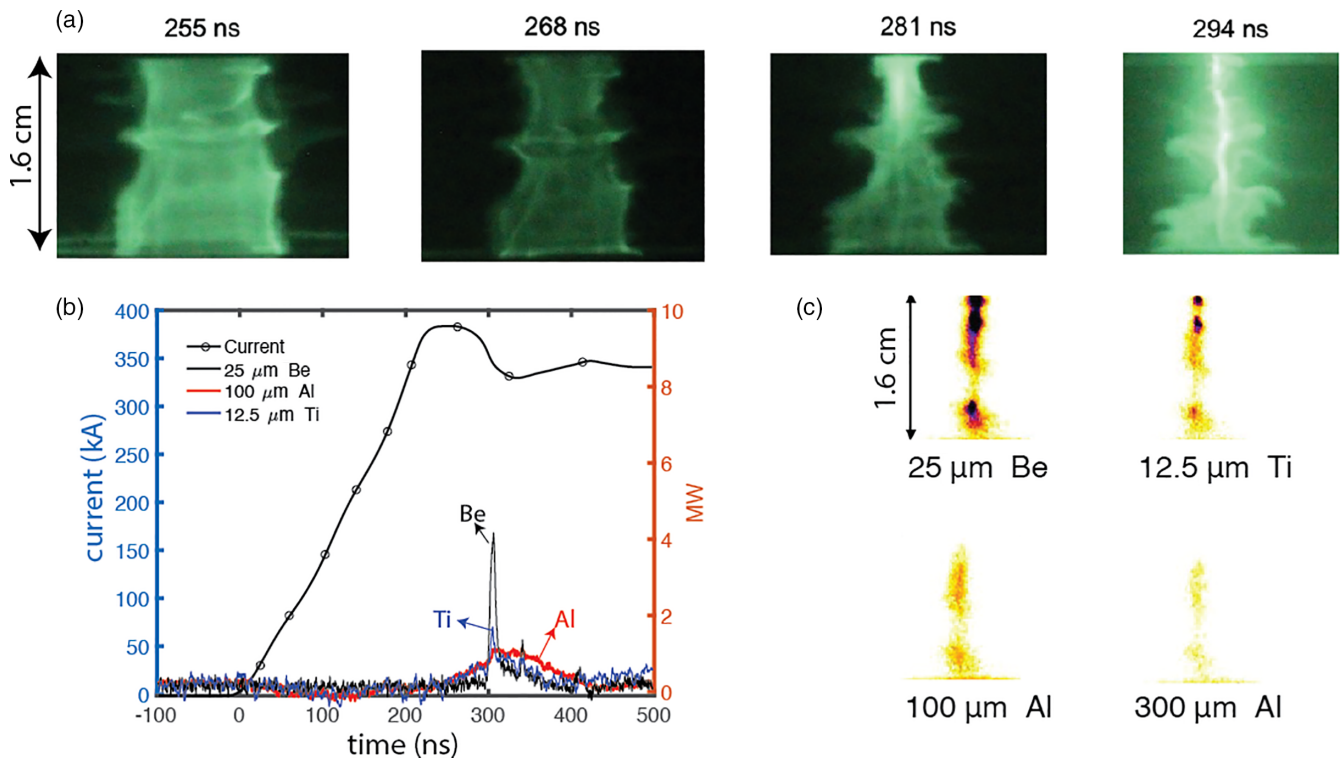 (a)
255 ns
268 ns
281 ns
294 ns
1.6 cm
(b)
400
350
300
250
200
150
100
50
0
current (kA)
Current
25 μm Be
100 μm Al
12.5 μm Ti
Be
Ti
Al
10
8
6
4
2
0
MW
-100
0
100
200
300
400
500
time (ns)
(c)
1.6 cm
25 μm Be
12.5 μm Ti
100 μm Al
300 μm Al